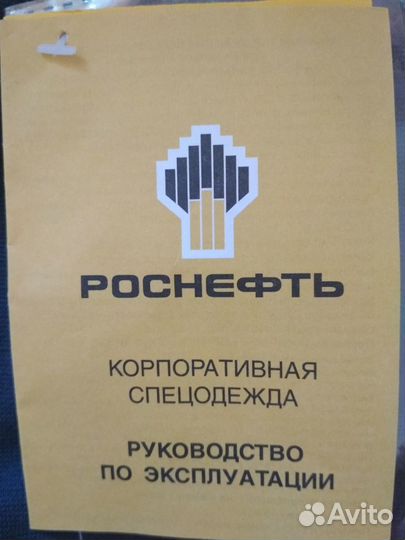 РОСНЕФТЬ
КОРПОРАТИВНАЯ
СПЕЦОДЕЖДА
РУКОВОДСТВО
ПО ЭКСПЛУАТАЦИИ
Avito